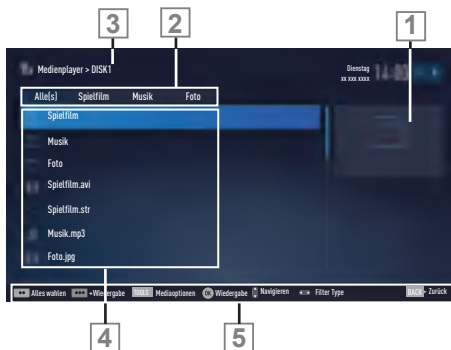 3 2 1
Medienplayer > DISK1
Dienstag
xx xxx xxxx
14:00
Alle(s) Spielfilm Musik Foto
Spielfilm
Musik
Foto
Spielfilm.avi
Spielfilm.str
Musik.mp3
Foto.jpg
Alles wahlen +Wiedergabe TOOLS Mediaoptionen OK Wiedergabe Navigieren Filter Type BACK Zurück
4 5